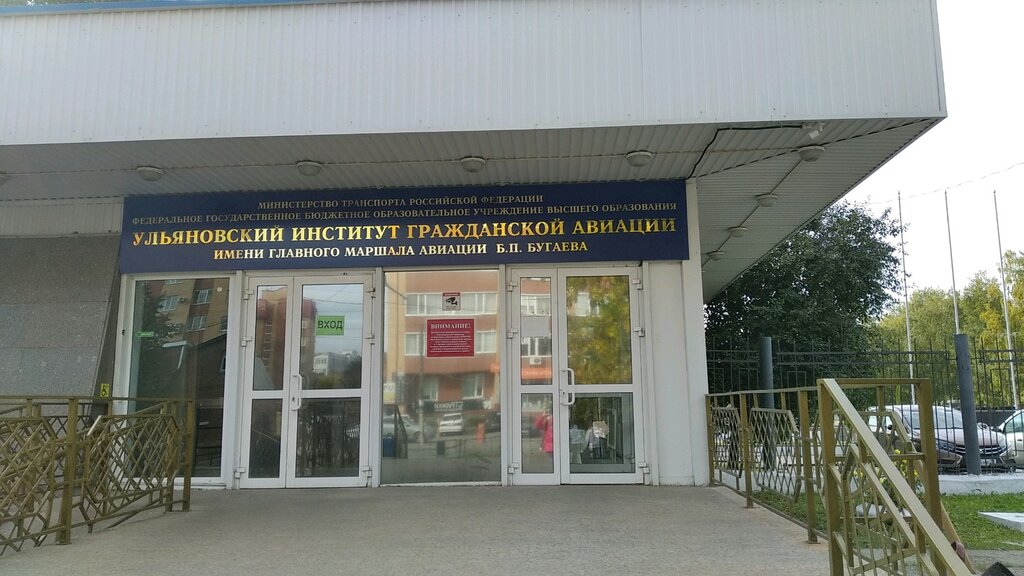 МИНИСТЕРСТВО ТРАНСПОРТА РОССИЙСКОЙ ФЕДЕРАЦИИ
ФЕДЕРАЛЬНОЕ ГОСУДАРСТВЕННОЕ БЮДЖЕТНОЕ ОБРАЗОВАТЕЛЬНОЕ УЧРЕЖДЕНИЕ ВЫСШЕГО ОБРАЗОВАНИЯ
УЛЬЯНОВСКИЙ ИНСТИТУТ ГРАЖДАНСКОЙ АВИАЦИИ
ИМЕНИ ГЛАВНОГО МАРШАЛА АВИАЦИИ Б.П. БУГАЕВА
ВХОД
ВНИМАНИЕ!